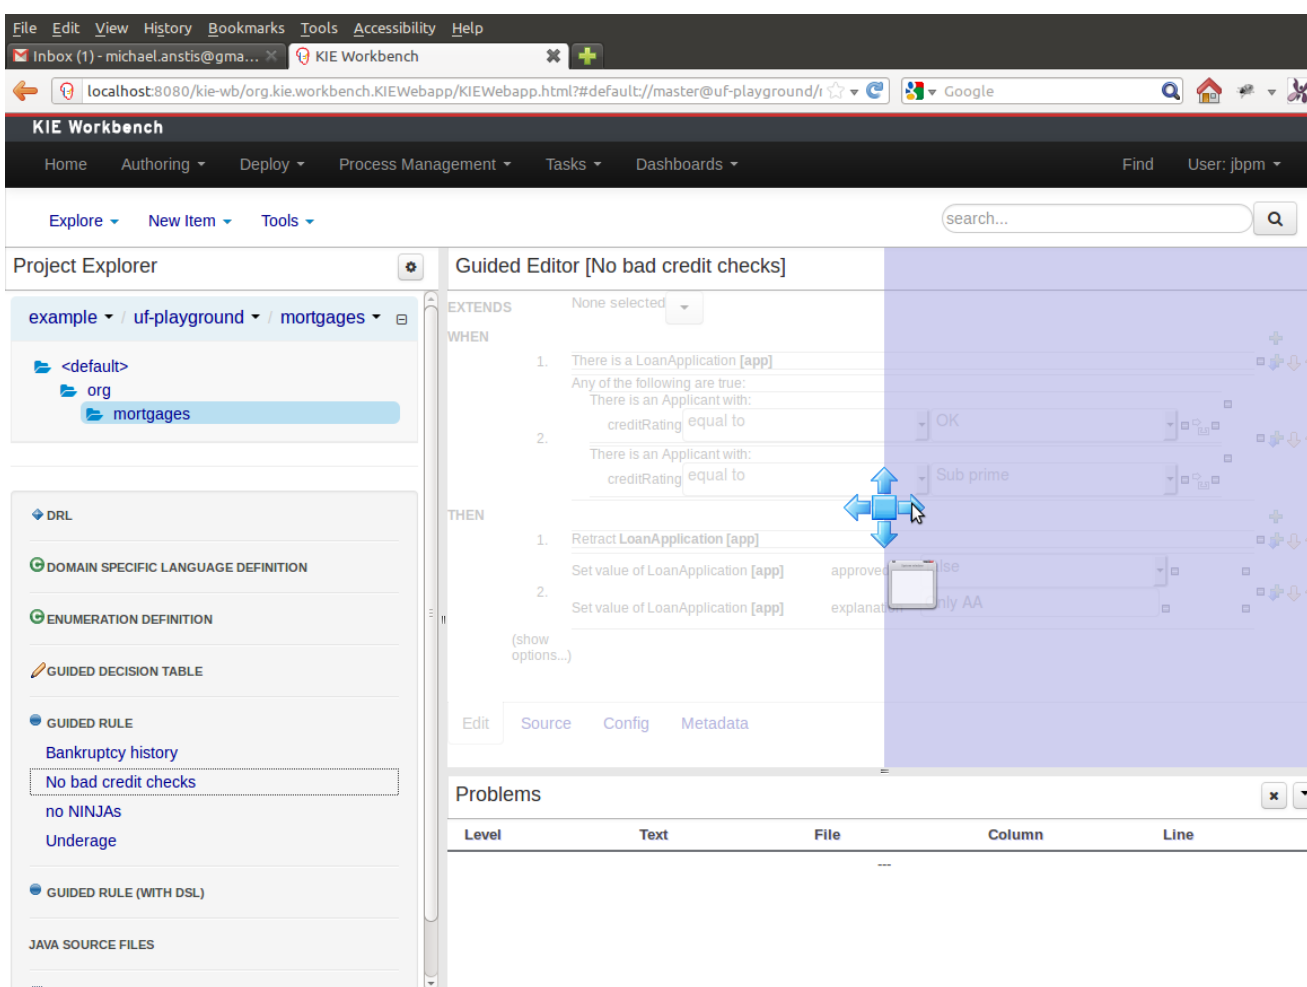 File Edit View History Bookmarks Tools Accessibility Help
Inbox (1) - michael.anstis@gma...
KIE Workbench
localhost:8080/kie-wb/org.kie.workbench.KIEWebapp/KIEWebapp.html?#default://master@uf-playground/
Google
KIE Workbench
Home Authoring Deploy Process Management Tasks Dashboards Find User: jbpm
Explore New Item Tools search...
Project Explorer
example / uf-playground / mortgages
<default>
org
mortgages
DRL
DOMAIN SPECIFIC LANGUAGE DEFINITION
ENUMERATION DEFINITION
GUIDED DECISION TABLE
GUIDED RULE
Bankruptcy history
No bad credit checks
no NINJAs
Underage
GUIDED RULE (WITH DSL)
JAVA SOURCE FILES
Guided Editor [No bad credit checks]
EXTENDS None selected
WHEN
1. There is a LoanApplication [app]
Any of the following are true:
There is an Applicant with:
creditRating equal to OK
2.
There is an Applicant with:
creditRating equal to Sub prime
THEN
1. Retract LoanApplication [app]
Set value of LoanApplication [app] approved
2.
Set value of LoanApplication [app] explanation Only AA
(show
options...)
Edit Source Config Metadata
Problems
Level Text File Column Line
---